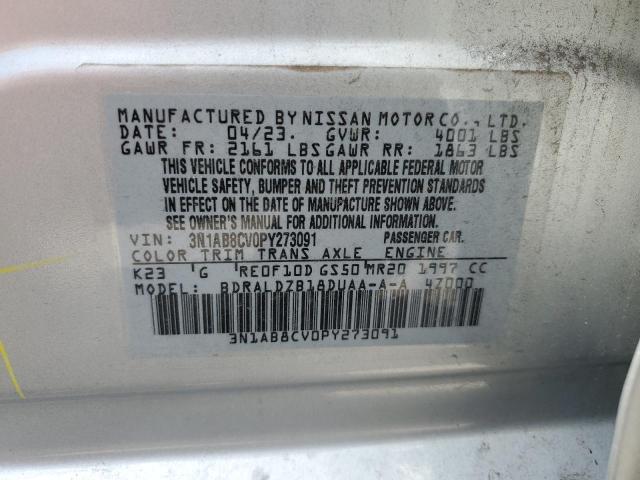 MANUFACTURED BY NISSAN MOTOR CO., LTD.
DATE: 04/23. GVWR: 4001 LBS
GAWR FR: 2161 LBS GAWR RR: 1863 LBS
THIS VEHICLE CONFORMS TO ALL APPLICABLE FEDERAL MOTOR
VEHICLE SAFETY, BUMPER AND THEFT PREVENTION STANDARDS
IN EFFECT ON THE DATE OF MANUFACTURE SHOWN ABOVE.
SEE OWNER'S MANUAL FOR ADDITIONAL INFORMATION.
VIN: 3N1AB8CV0PY273091 PASSENGER CAR.
COLOR TRIM TRANS AXLE ENGINE
K23 G RE0F10D GS50 MR20 1997 CC
MODEL: BDRALDZB18DUAA-A-A 4Z000
3N1AB8CV0PY273091